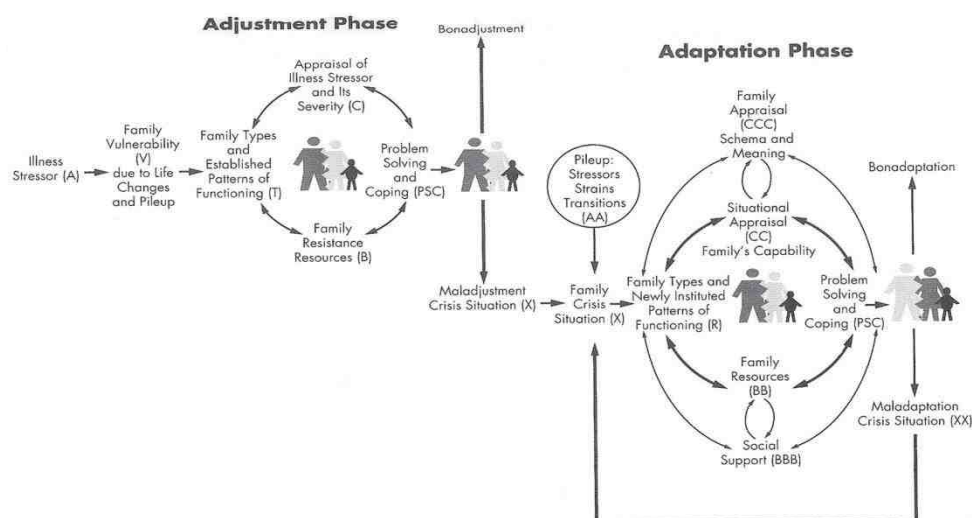 Adjustment Phase
Bonadjustment
Appraisal of
Illness Stressor
and Its
Severity (C)
Family
Vulnerability
(V)
due to Life
Changes
and Pileup
Illness
Stressor (A)
Family Types
and
Established
Patterns of
Functioning (T)
Problem
Solving
and
Coping (PSC)
Family
Resistance
Resources (B)
Maladjustment
Crisis Situation (X)
Adaptation Phase
Pileup:
Stressors
Strains
Transitions
(AA)
Family
Crisis
Situation (X)
Family
Appraisal
(CCC)
Schema and
Meaning
Situational
Appraisal
(CC)
Family's Capability
Family Types and
Newly Instituted
Patterns of
Functioning (R)
Problem
Solving
and
Coping (PSC)
Family
Resources
(BB)
Social
Support (BBB)
Bonadaptation
Maladaptation
Crisis Situation (XX)